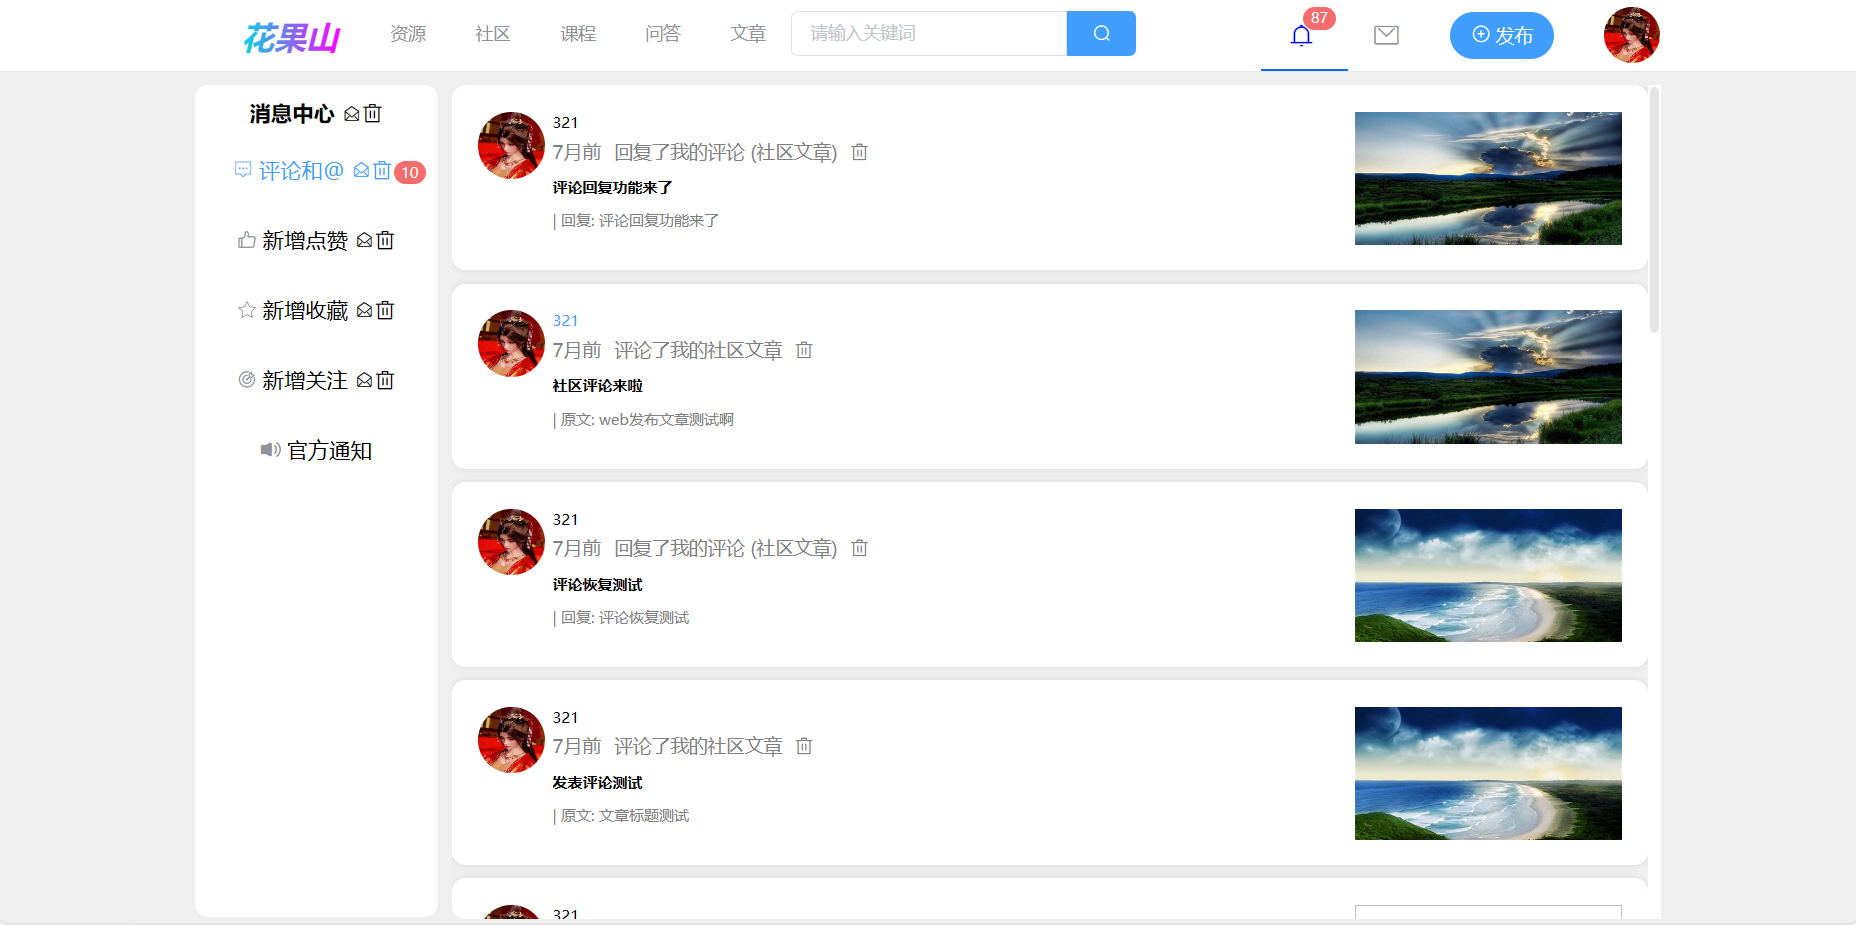 花果山 资源 社区 课程 问答 文章 请输入关键词 87 发布
消息中心
评论和@ 10
新增点赞
新增收藏
新增关注
官方通知
321
7月前 回复了我的评论 (社区文章)
评论回复功能来了
| 回复: 评论回复功能来了
321
7月前 评论了我的社区文章
社区评论来啦
| 原文: web发布文章测试啊
321
7月前 回复了我的评论 (社区文章)
评论恢复测试
| 回复: 评论恢复测试
321
7月前 评论了我的社区文章
发表评论测试
| 原文: 文章标题测试
321